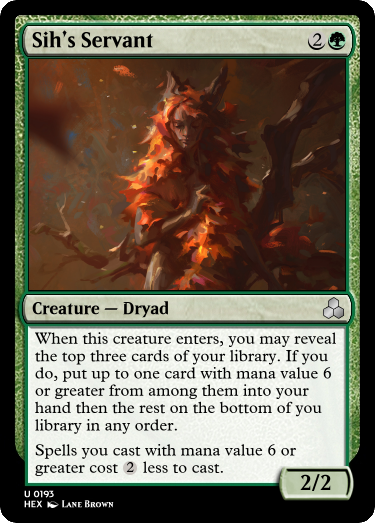 Sih's Servant 2
Creature — Dryad
When this creature enters, you may reveal
the top three cards of your library. If you
do, put up to one card with mana value 6
or greater from among them into your
hand then the rest on the bottom of you
library in any order.
Spells you cast with mana value 6 or
greater cost 2 less to cast.
2/2
U 0193
HEX LANE BROWN